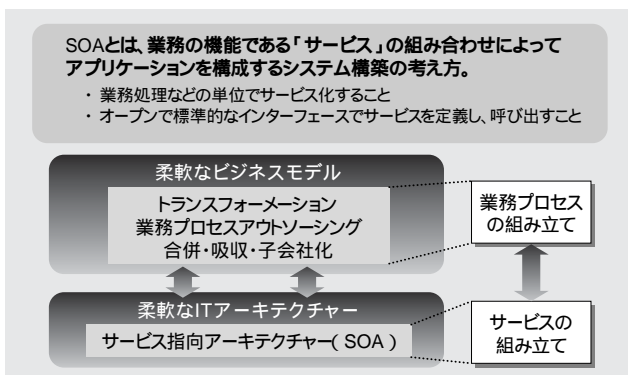 SOAとは、業務の機能である「サービス」の組み合わせによって
アプリケーションを構成するシステム構築の考え方。
・ 業務処理などの単位でサービス化すること
・ オープンで標準的なインターフェースでサービスを定義し、呼び出すこと
柔軟なビジネスモデル
トランスフォーメーション
業務プロセスアウトソーシング
合併・吸収・子会社化
業務プロセス
の組み立て
柔軟なITアーキテクチャー
サービス指向アーキテクチャー( SOA )
サービスの
組み立て